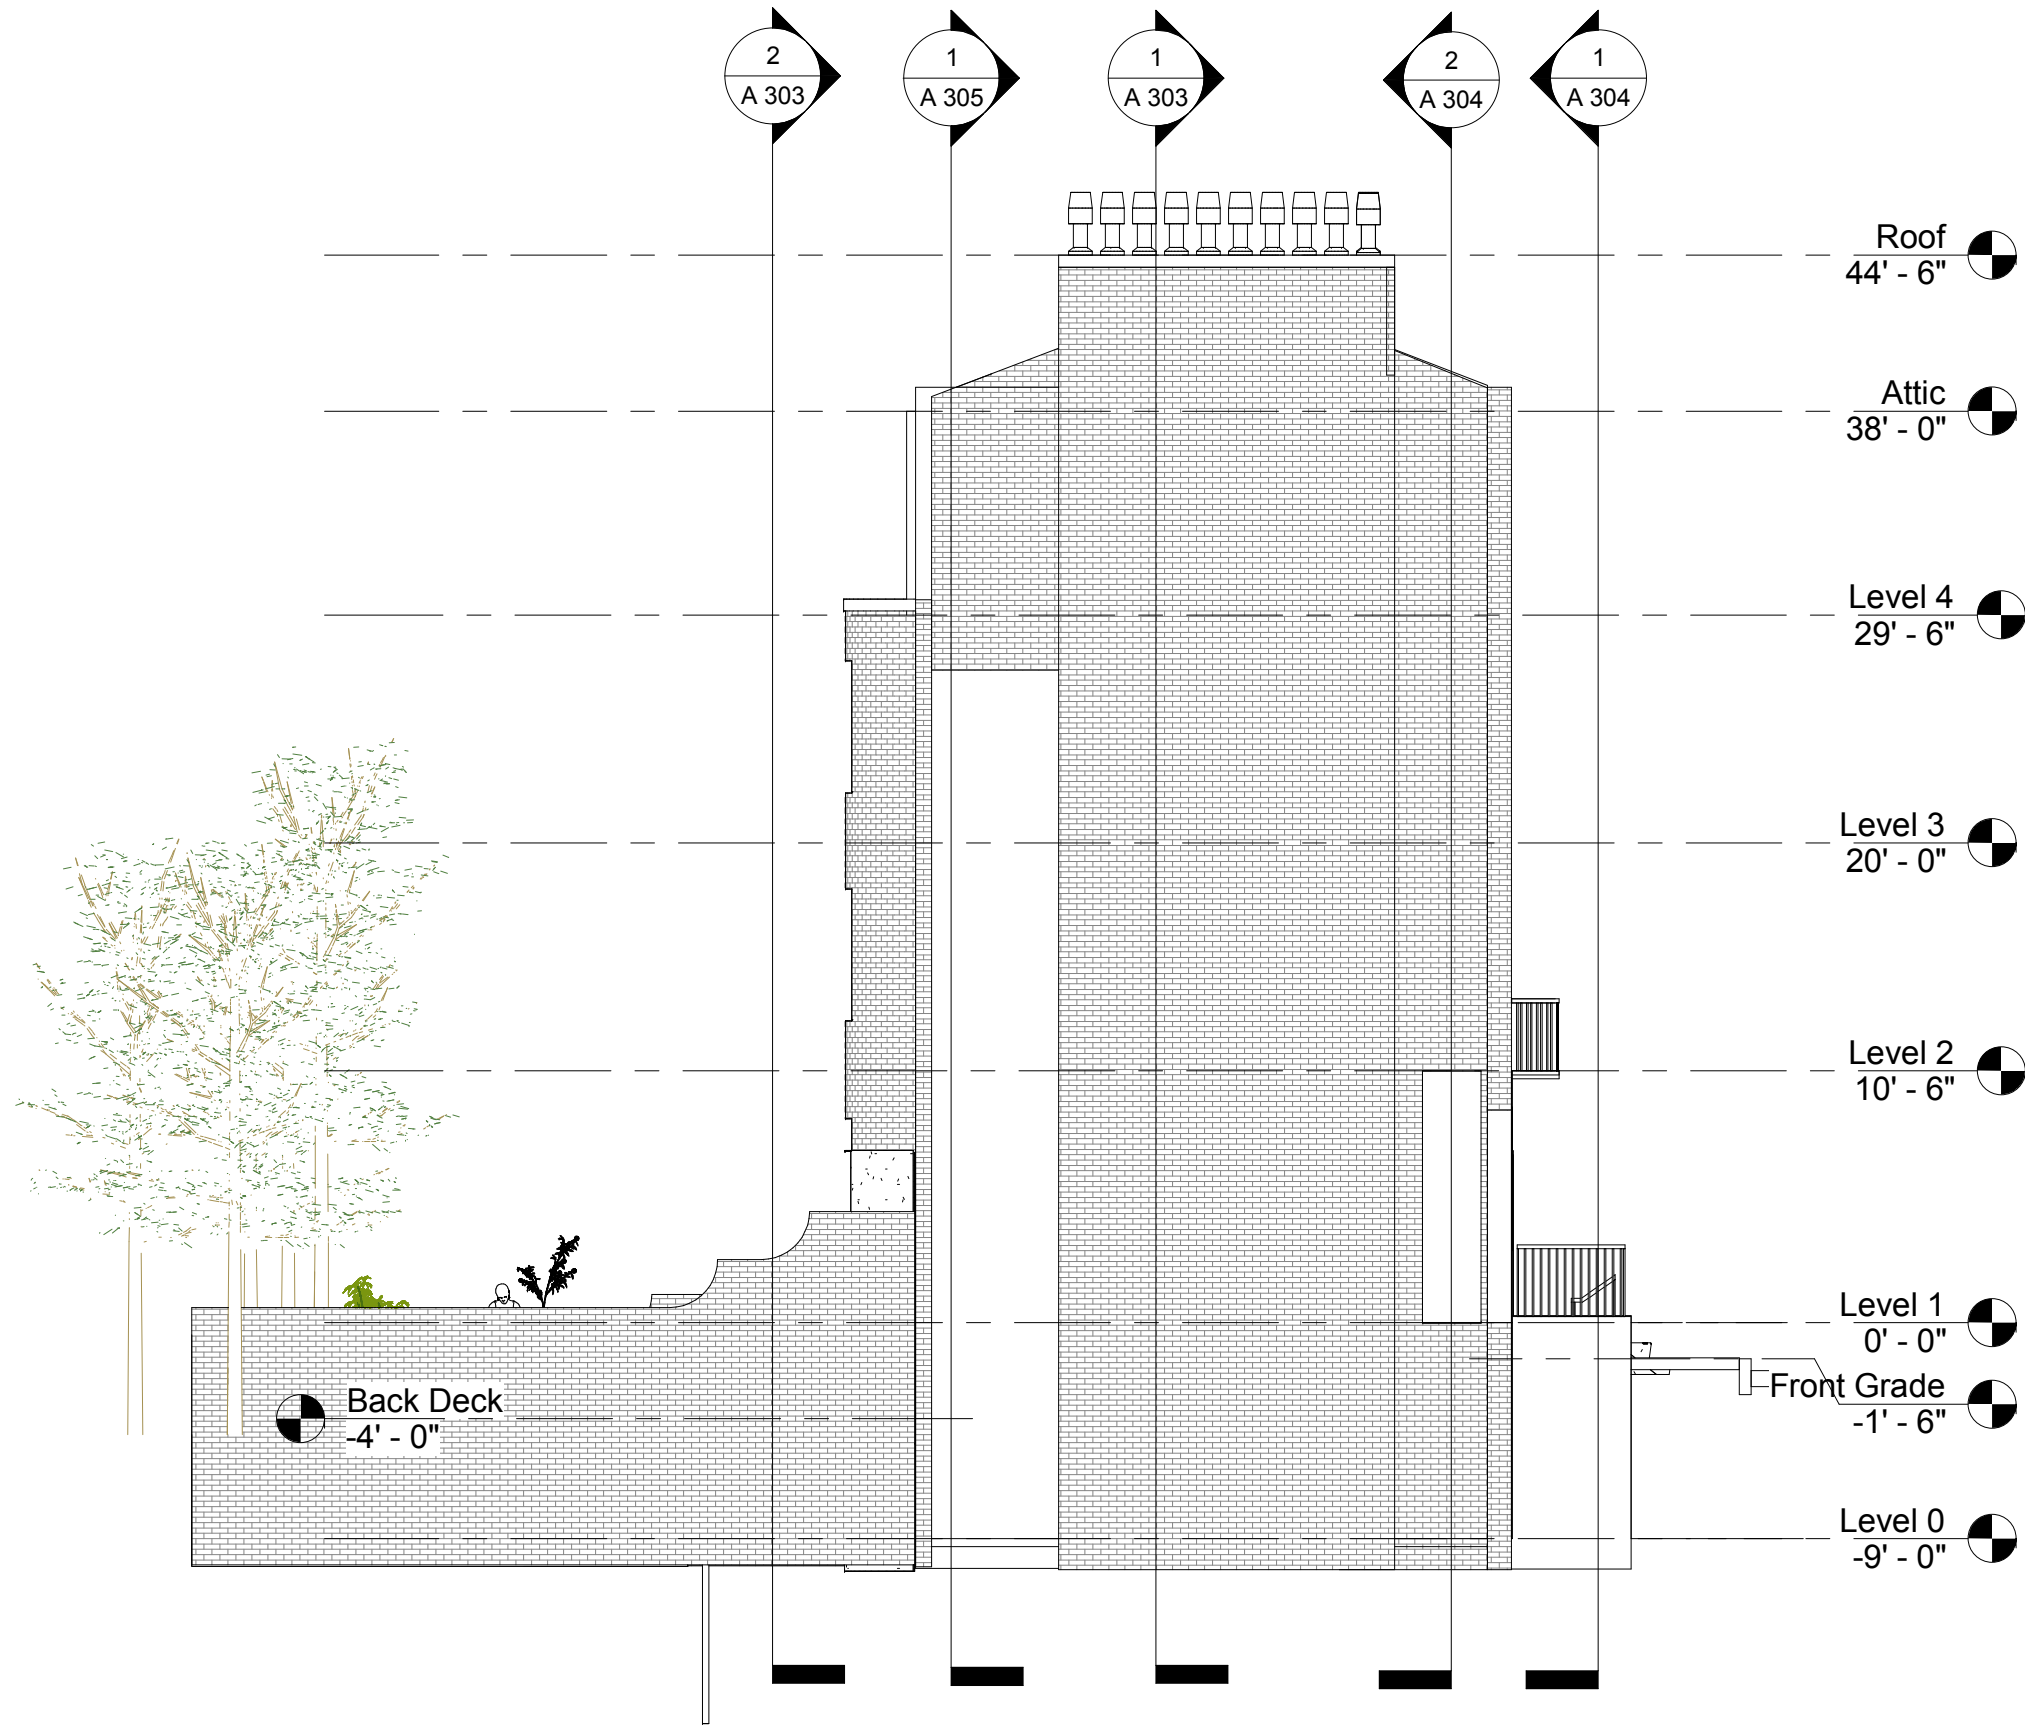 2
A 303
1
A 305
1
A 303
2
A 304
1
A 304
Roof
44' - 6"
Attic
38' - 0"
Level 4
29' - 6"
Level 3
20' - 0"
Level 2
10' - 6"
Level 1
0' - 0"
Front Grade
-1' - 6"
Back Deck
-4' - 0"
Level 0
-9' - 0"